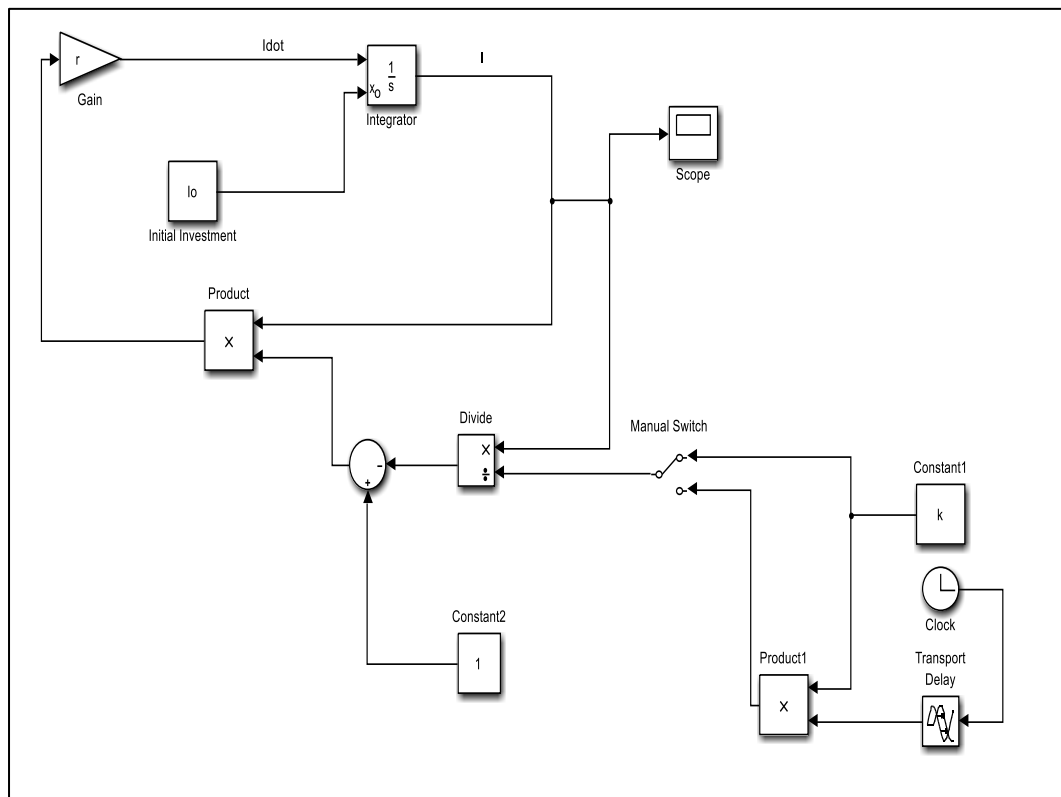 Idot
I
r
1
s
xo
Gain
Integrator
Scope
Io
Initial Investment
Product
X
Divide
X
÷
Manual Switch
-
+
Constant1
k
Clock
Constant2
1
Product1
X
Transport
Delay